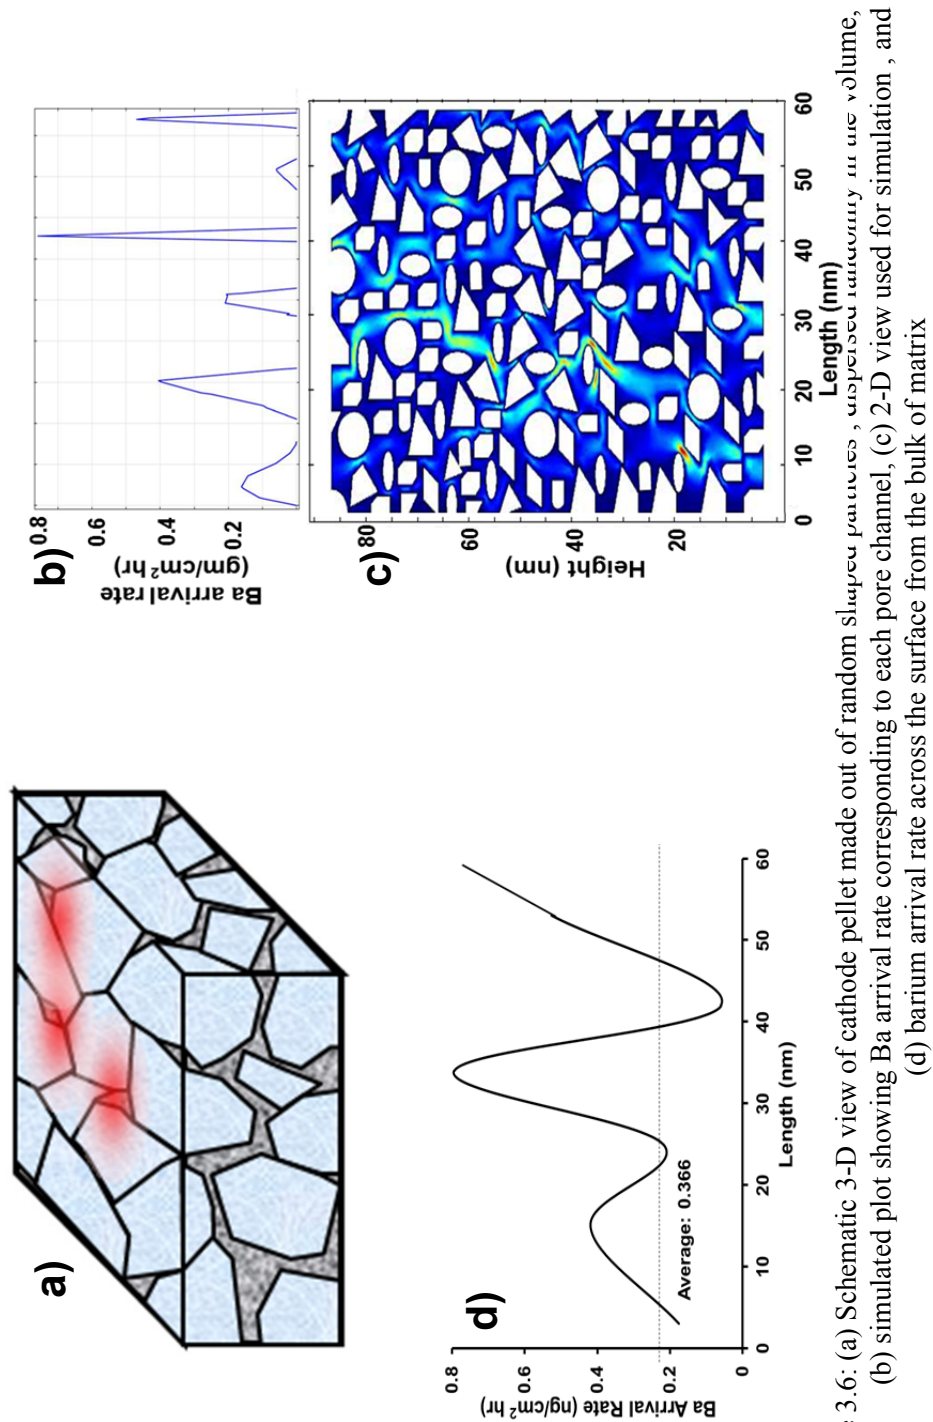 a)
b)
Ba arrival rate
(gm/cm² hr)
0.8
0.6
0.4
0.2
c)
Height (nm)
80
60
40
20
0
10
20
30
40
50
60
Length (nm)
d)
Ba Arrival Rate (ng/cm² hr)
0.8
0.6
0.4
0.2
0
Average: 0.366
0
10
20
30
40
50
60
Length (nm)
3.6: (a) Schematic 3-D view of cathode pellet made out of random shaped particles , dispersed randomly in the volume,
(b) simulated plot showing Ba arrival rate corresponding to each pore channel, (c) 2-D view used for simulation , and
(d) barium arrival rate across the surface from the bulk of matrix